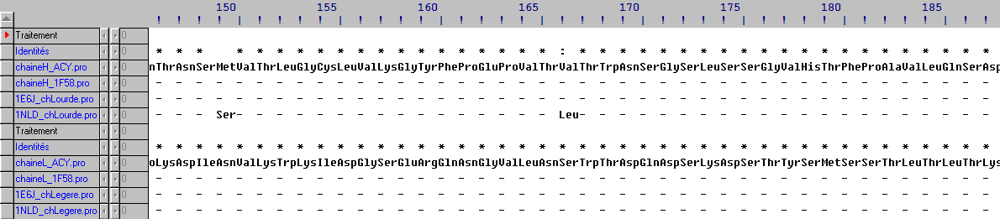 150 155 160 165 170 175 180 185
Traitement 0
Identités 0 * * * * * * * * * * * * * * * * * * * : * * * * * * * * * * * * * * * * * * * * *
chaineH_ACY.pro 0 nThrAsnSerMetValThrLeuGlyCysLeuValLysGlyTyrPheProGluProValThrValThrTrpAsnSerGlySerLeuSerSerGlyValHisThrPheProAlaValLeuGlnSerAsp
chaineH_1F58.pro 0 - - - - - - - - - - - - - - - - - - - - - - - - - - - - - - - - - - - - - - - - - -
1E6J_chLourde.pro 0 - - - - - - - - - - - - - - - - - - - - - - - - - - - - - - - - - - - - - - - - - -
1NLD_chLourde.pro 0 - - - Ser- - - - - - - - - - - - - - - - Leu- - - - - - - - - - - - - - - - - - - - -
Traitement 0
Identités 0 * * * * * * * * * * * * * * * * * * * * * * * * * * * * * * * * * * * * * * * * * *
chaineL_ACY.pro 0 oLysAspIleAsnValLysTrpLysIleAspGlySerGluArgGlnAsnGlyValLeuAsnSerTrpThrAspGlnAspSerLysAspSerThrTyrSerMetSerSerThrLeuThrLeuThrLys
chaineL_1F58.pro 0 - - - - - - - - - - - - - - - - - - - - - - - - - - - - - - - - - - - - - - - - - -
1E6J_chLegere.pro 0 - - - - - - - - - - - - - - - - - - - - - - - - - - - - - - - - - - - - - - - - - -
1NLD_chLegere.pro 0 - - - - - - - - - - - - - - - - - - - - - - - - - - - - - - - - - - - - - - - - - -